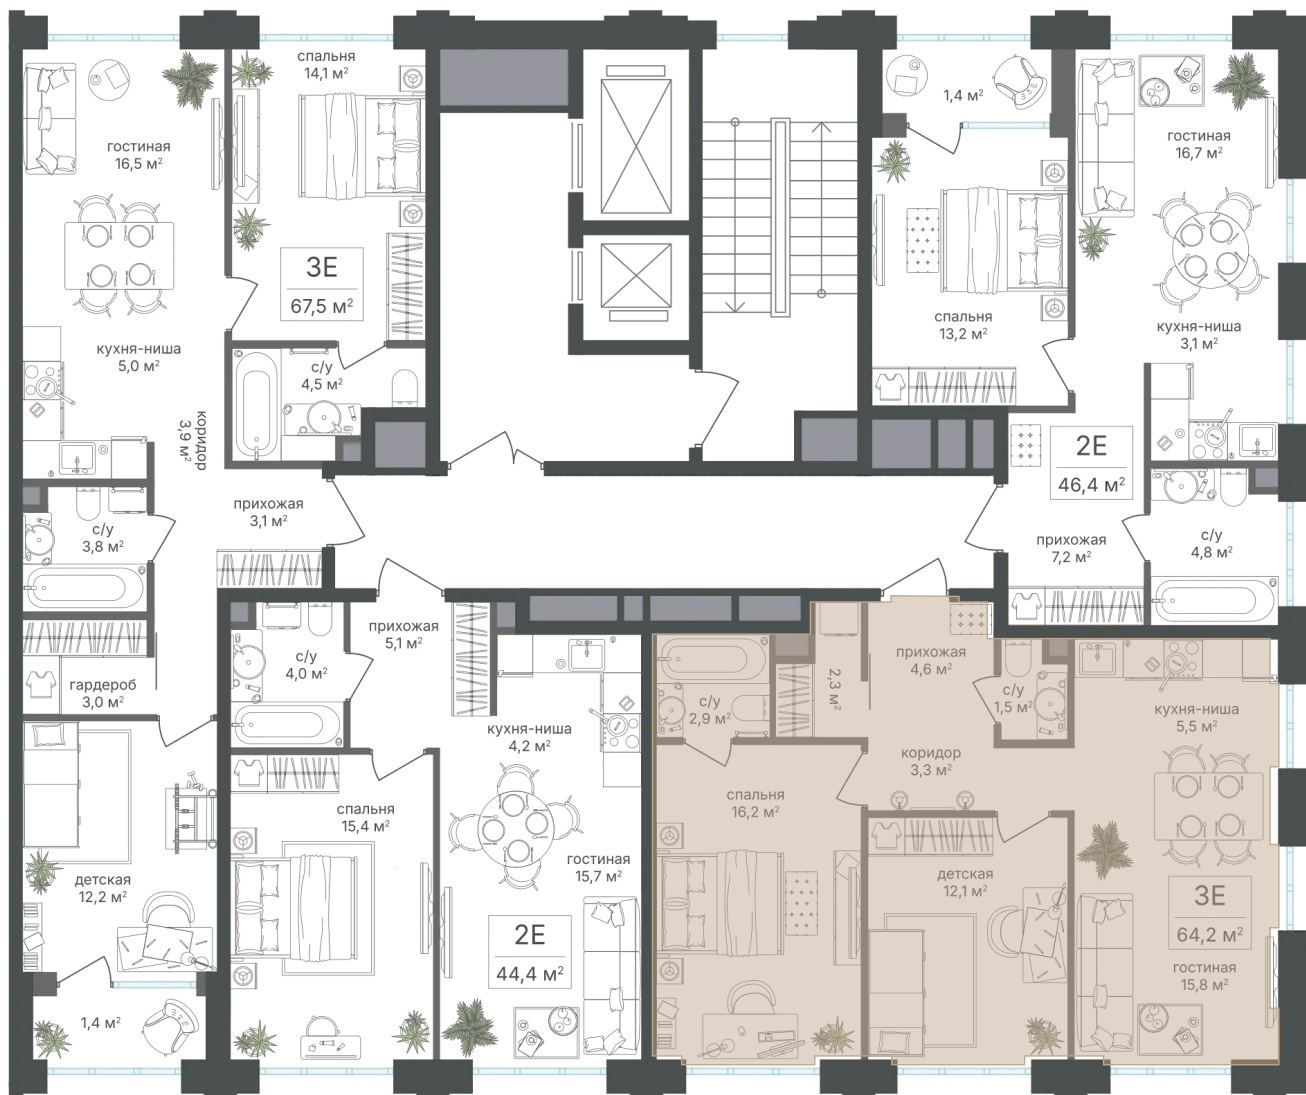 спальня
14,1 м²
гостиная
16,5 м²
3Е
67,5 м²
кухня-ниша
5,0 м²
с/у
4,5 м²
коридор
3,9 м²
прихожая
3,1 м²
с/у
3,8 м²
гардероб
3,0 м²
детская
12,2 м²
1,4 м²
1,4 м²
гостиная
16,7 м²
спальня
13,2 м²
кухня-ниша
3,1 м²
2Е
46,4 м²
прихожая
7,2 м²
с/у
4,8 м²
прихожая
5,1 м²
с/у
4,0 м²
кухня-ниша
4,2 м²
спальня
15,4 м²
гостиная
15,7 м²
2Е
44,4 м²
прихожая
4,6 м²
2,3 м²
с/у
2,9 м²
с/у
1,5 м²
кухня-ниша
5,5 м²
коридор
3,3 м²
спальня
16,2 м²
детская
12,1 м²
3Е
64,2 м²
гостиная
15,8 м²